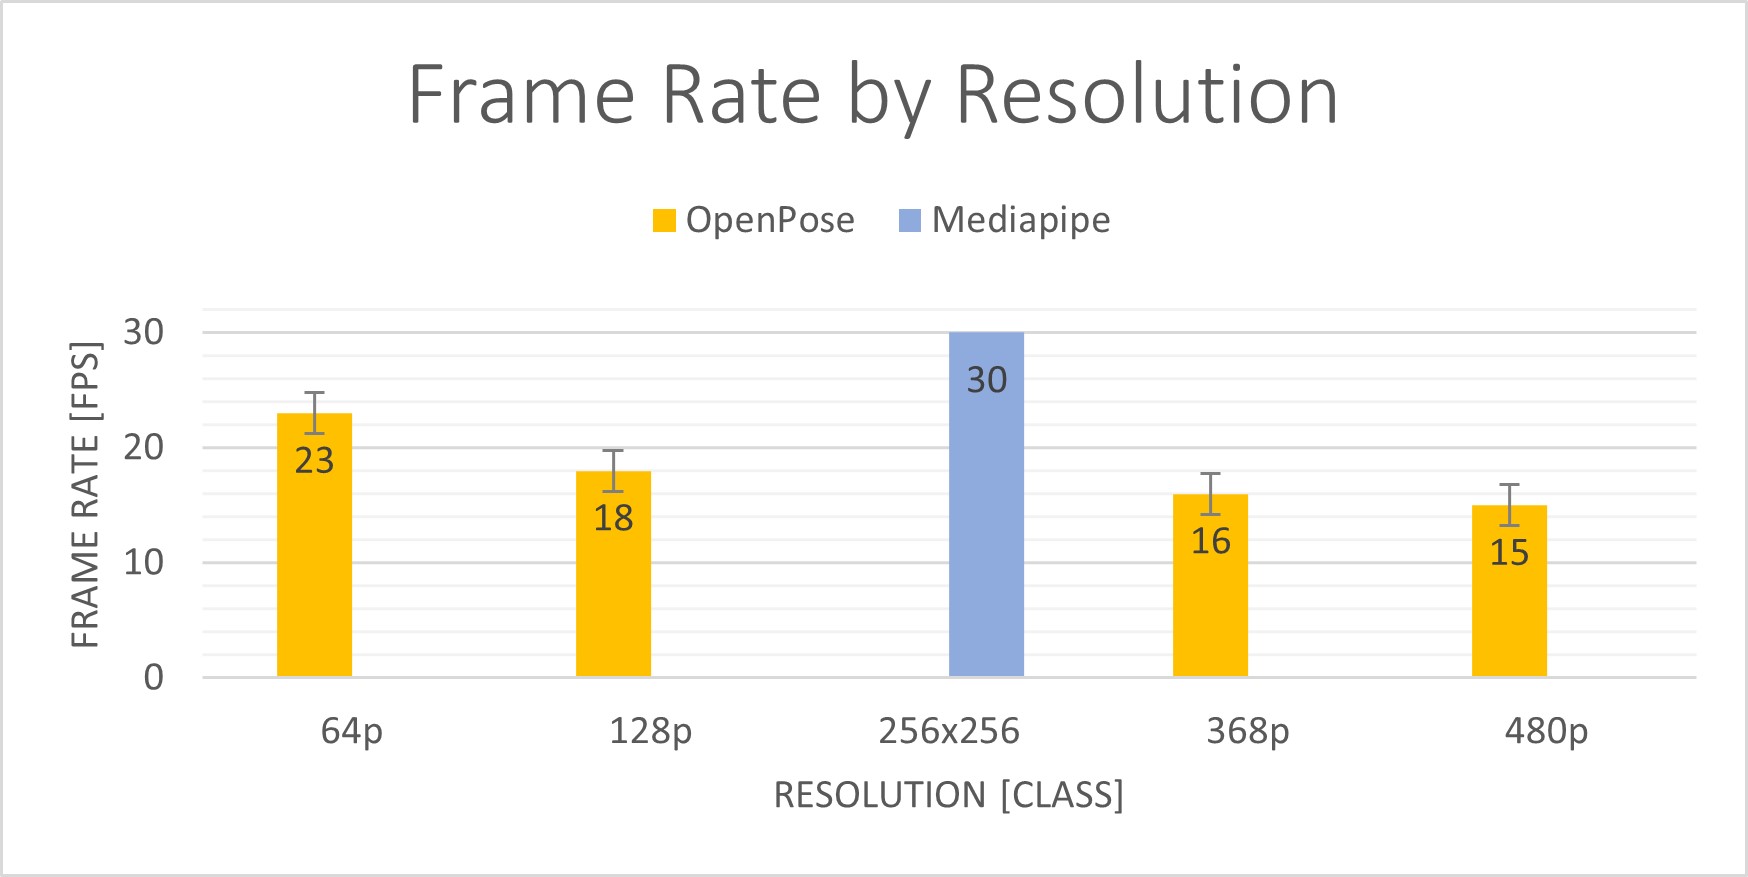 Frame Rate by Resolution
OpenPose Mediapipe
FRAME RATE [FPS]
30
20
10
0
23
18
30
16
15
64p 128p 256x256 368p 480p
RESOLUTION [CLASS]